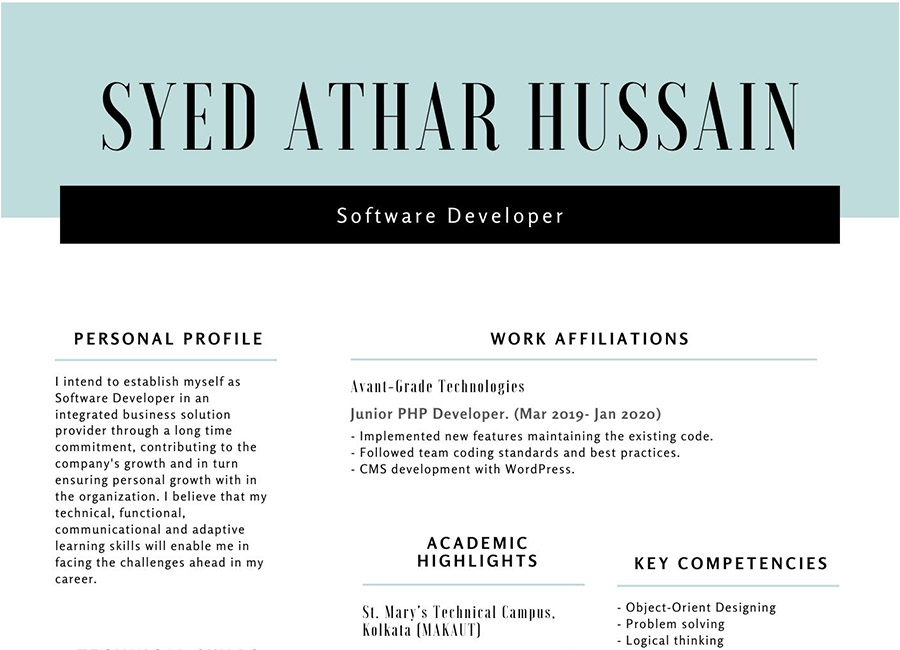 SYED ATHAR HUSSAIN
Software Developer
PERSONAL PROFILE
I intend to establish myself as
Software Developer in an
integrated business solution
provider through a long time
commitment, contributing to the
company's growth and in turn
ensuring personal growth with in
the organization. I believe that my
technical, functional,
communicational and adaptive
learning skills will enable me in
facing the challenges ahead in my
career.
WORK AFFILIATIONS
Avant-Grade Technologies
Junior PHP Developer. (Mar 2019- Jan 2020)
- Implemented new features maintaining the existing code.
- Followed team coding standards and best practices.
- CMS development with WordPress.
ACADEMIC
HIGHLIGHTS
St. Mary's Technical Campus,
Kolkata (MAKAUT)
KEY COMPETENCIES
- Object-Orient Designing
- Problem solving
- Logical thinking